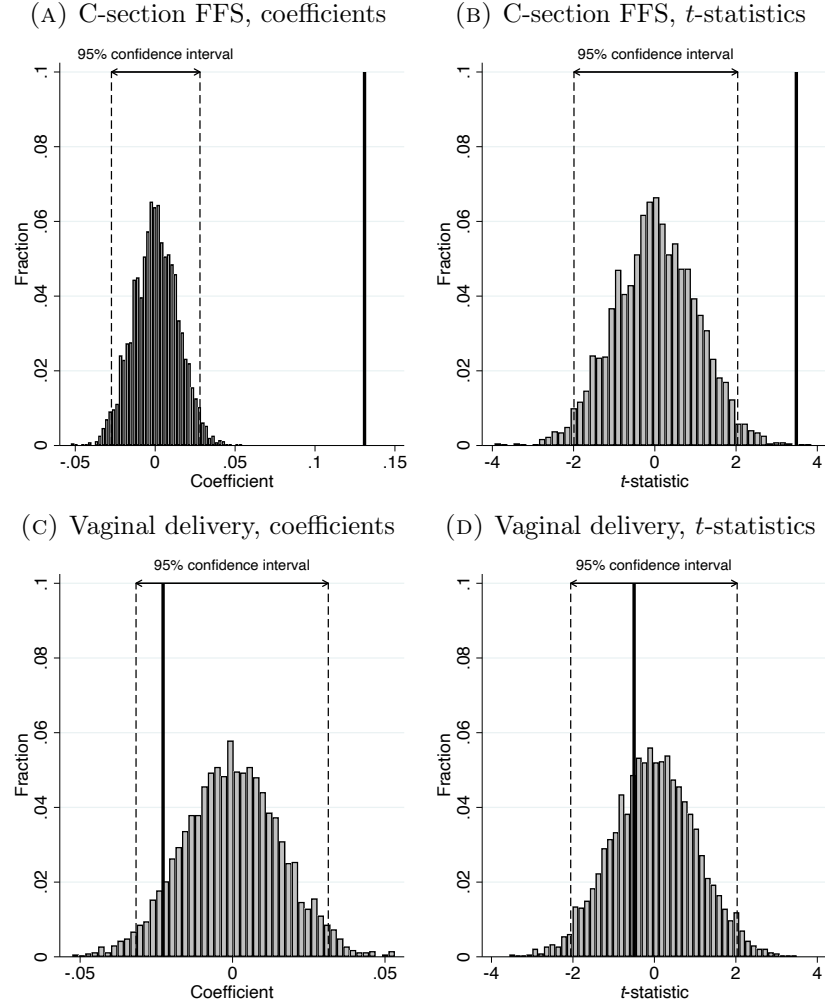 (A) C-section FFS, coefficients
95% confidence interval
.1
.08
.06
.04
.02
0
Fraction
-.05 0 .05 .1 .15
Coefficient
(B) C-section FFS, t-statistics
95% confidence interval
.1
.08
.06
.04
.02
0
Fraction
-4 -2 0 2 4
t-statistic
(C) Vaginal delivery, coefficients
95% confidence interval
.1
.08
.06
.04
.02
0
Fraction
-.05 0 .05
Coefficient
(D) Vaginal delivery, t-statistics
95% confidence interval
.1
.08
.06
.04
.02
0
Fraction
-4 -2 0 2 4
t-statistic